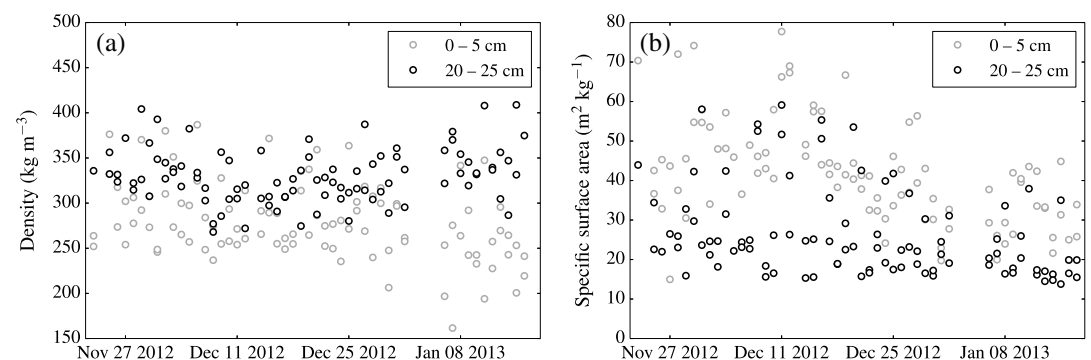 (a)
0 – 5 cm
20 – 25 cm
Density (kg m⁻³)
500
450
400
350
300
250
200
150
Nov 27 2012 Dec 11 2012 Dec 25 2012 Jan 08 2013
(b)
0 – 5 cm
20 – 25 cm
Specific surface area (m² kg⁻¹)
80
70
60
50
40
30
20
10
0
Nov 27 2012 Dec 11 2012 Dec 25 2012 Jan 08 2013